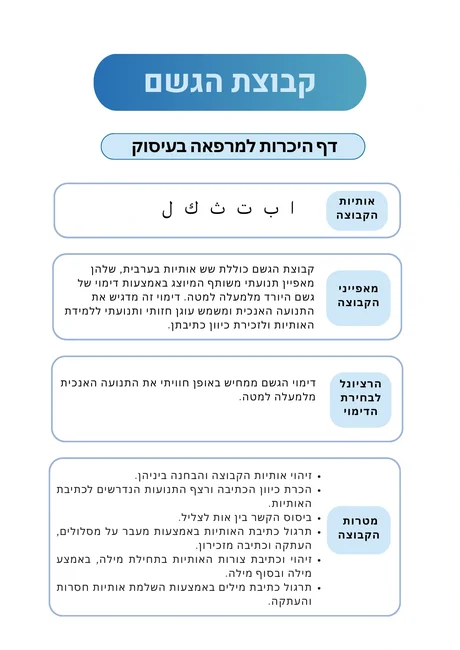 קבוצת הגשם
דף היכרות למרפאה בעיסוק
אותיות
הקבוצה
ا ب ت ث ك ل
מאפייני
הקבוצה
קבוצת הגשם כוללת שש אותיות בערבית, שלהן
מאפיין תנועתי משותף המיוצג באמצעות דימוי של
גשם היורד מלמעלה למטה. דימוי זה מדגיש את
התנועה האנכית ומשמש עוגן חזותי ותנועתי ללמידת
האותיות ולזכירת כיוון כתיבתן.
הרציונל
לבחירת
הדימוי
דימוי הגשם ממחיש באופן חוויתי את התנועה האנכית
מלמעלה למטה.
מטרות
הקבוצה
• זיהוי אותיות הקבוצה והבחנה ביניהן.
• הכרת כיוון הכתיבה ורצף התנועות הנדרשים לכתיבת
האותיות.
• ביסוס הקשר בין אות לצליל.
• תרגול כתיבת האותיות באמצעות מעבר על מסלולים,
העתקה וכתיבה מזכירון.
• זיהוי וכתיבת צורות האותיות בתחילת מילה, באמצע
מילה ובסוף מילה.
• תרגול כתיבת מילים באמצעות השלמת אותיות חסרות
והעתקה.